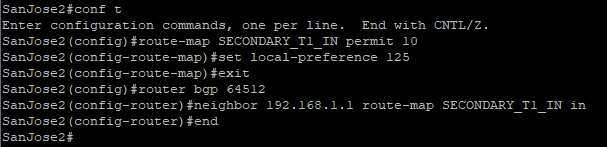 SanJose2#conf t
Enter configuration commands, one per line.  End with CNTL/Z.
SanJose2(config)#route-map SECONDARY_T1_IN permit 10
SanJose2(config-route-map)#set local-preference 125
SanJose2(config-route-map)#exit
SanJose2(config)#router bgp 64512
SanJose2(config-router)#neighbor 192.168.1.1 route-map SECONDARY_T1_IN in
SanJose2(config-router)#end
SanJose2#